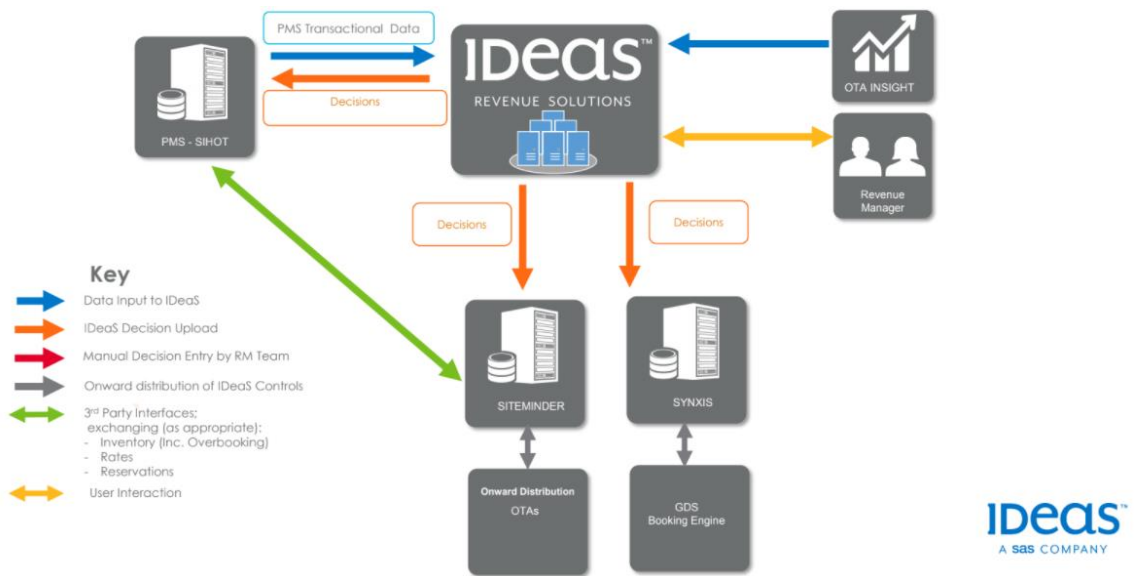 PMS Transactional Data
Decisions
PMS - SIHOT
IDeaS™
REVENUE SOLUTIONS
OTA INSIGHT
Revenue
Manager
Decisions
Decisions
Key
Data Input to IDeaS
IDeaS Decision Upload
Manual Decision Entry by RM Team
Onward distribution of IDeaS Controls
3rd Party Interfaces;
exchanging (as appropriate):
- Inventory (Inc. Overbooking)
- Rates
- Reservations
User Interaction
SITEMINDER
SYNXIS
Onward Distribution
OTAs
GDS
Booking Engine
IDeaS
A sas COMPANY